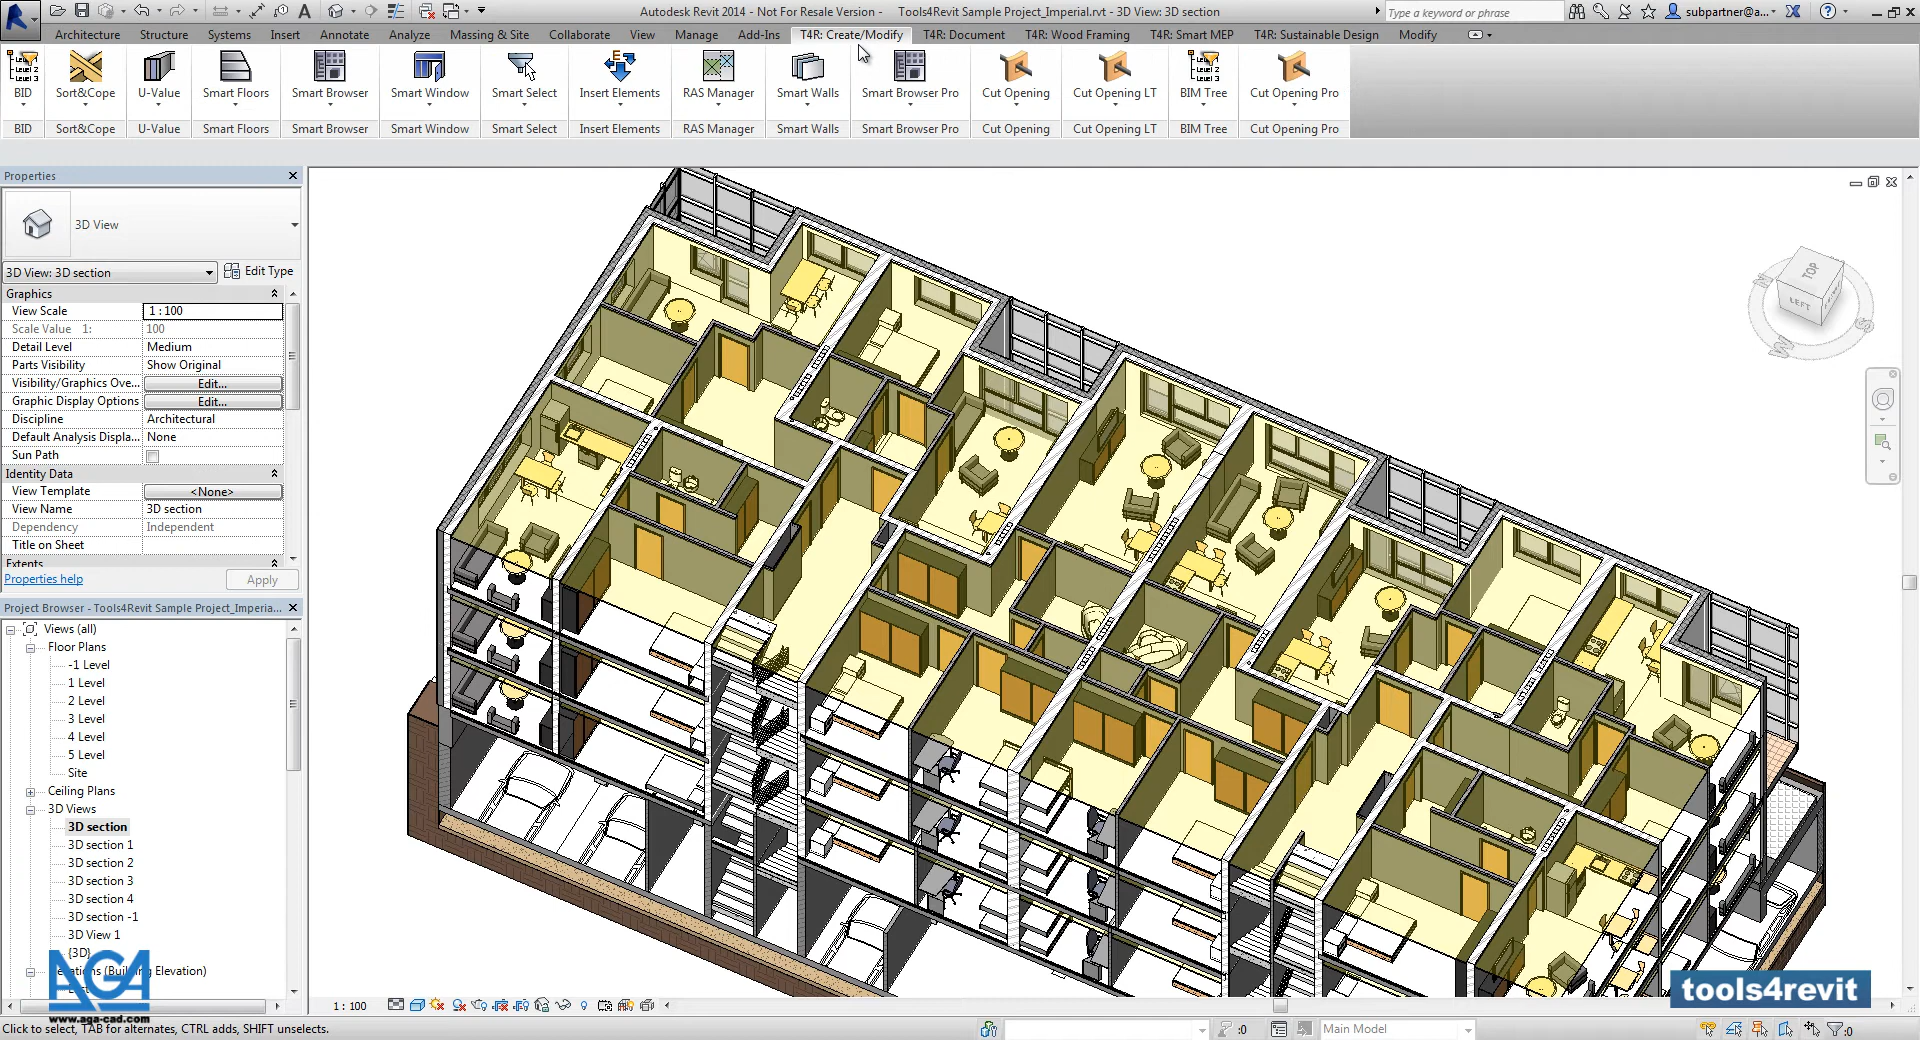 Autodesk Revit 2014 - Not For Resale Version -    Tools4Revit Sample Project_Imperial.rvt - 3D View: 3D section
Type a keyword or phrase
subpartner@a...
Architecture Structure Systems Insert Annotate Analyze Massing & Site Collaborate View Manage Add-Ins T4R: Create/Modify T4R: Document T4R: Wood Framing T4R: Smart MEP T4R: Sustainable Design Modify
BID Sort&Cope U-Value Smart Floors Smart Browser Smart Window Smart Select Insert Elements RAS Manager Smart Walls Smart Browser Pro Cut Opening Cut Opening LT BIM Tree Cut Opening Pro
BID Sort&Cope U-Value Smart Floors Smart Browser Smart Window Smart Select Insert Elements RAS Manager Smart Walls Smart Browser Pro Cut Opening Cut Opening LT BIM Tree Cut Opening Pro
Properties
3D View
3D View: 3D section Edit Type
Graphics
View Scale 1 : 100
Scale Value 1: 100
Detail Level Medium
Parts Visibility Show Original
Visibility/Graphics Ove... Edit...
Graphic Display Options Edit...
Discipline Architectural
Default Analysis Displa... None
Sun Path
Identity Data
View Template <None>
View Name 3D section
Dependency Independent
Title on Sheet
Extents
Properties help Apply
Project Browser - Tools4Revit Sample Project_Imperia...
Views (all)
Floor Plans
-1 Level
1 Level
2 Level
3 Level
4 Level
5 Level
Site
Ceiling Plans
3D Views
3D section
3D section 1
3D section 2
3D section 3
3D section 4
3D section -1
3D View 1
{3D}
Elevations (Building Elevation)
AGA
www.aga-cad.com
TOP
LEFT
N
S
W
1 : 100
tools4revit
Click to select, TAB for alternates, CTRL adds, SHIFT unselects.
:0
Main Model
:0